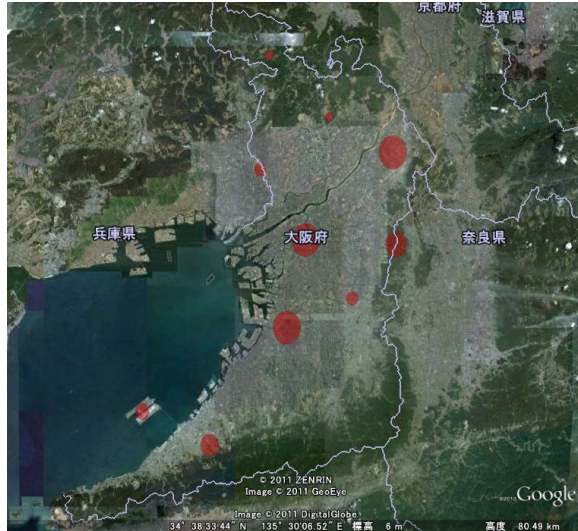 京都府
滋賀県
兵庫県
大阪府
奈良県
© 2011 ZENRIN
Image © 2011 GeoEye
©2010 Google
Image © 2011 DigitalGlobe
34° 38'33.44" N 135° 30'06.52" E 標高 6 m 高度 80.49 km